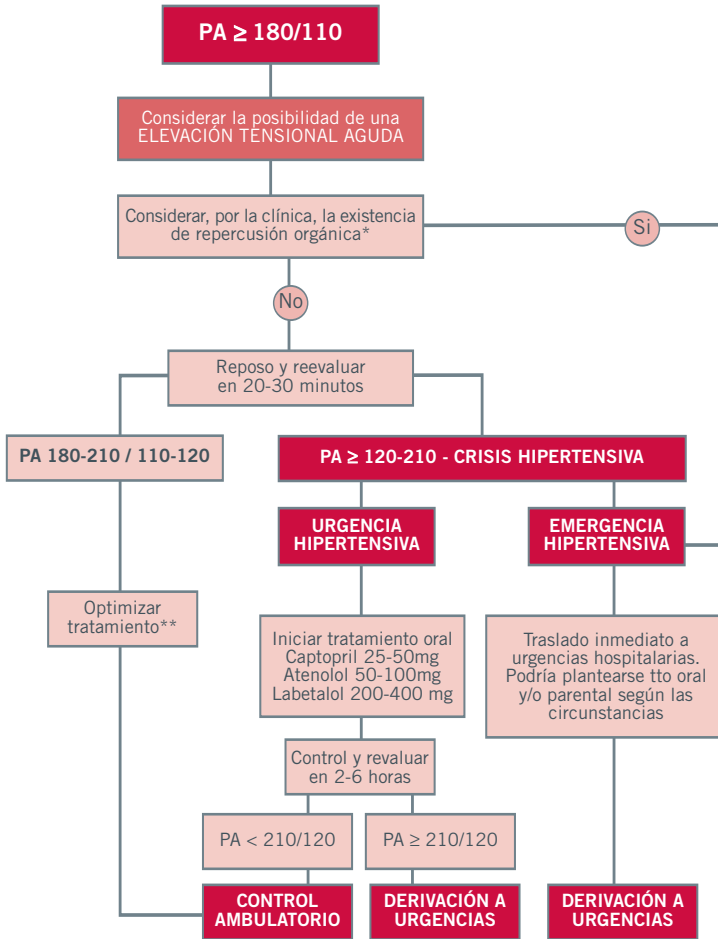 PA ≥ 180/110
Considerar la posibilidad de una
ELEVACIÓN TENSIONAL AGUDA
Considerar, por la clínica, la existencia
de repercusión orgánica*
Si
No
Reposo y reevaluar
en 20-30 minutos
PA 180-210 / 110-120
PA ≥ 120-210 - CRISIS HIPERTENSIVA
URGENCIA
HIPERTENSIVA
EMERGENCIA
HIPERTENSIVA
Optimizar
tratamiento**
Iniciar tratamiento oral
Captopril 25-50mg
Atenolol 50-100mg
Labetalol 200-400 mg
Traslado inmediato a
urgencias hospitalarias.
Podría plantearse tto oral
y/o parental según las
circunstancias
Control y revaluar
en 2-6 horas
PA < 210/120
PA ≥ 210/120
CONTROL
AMBULATORIO
DERIVACIÓN A
URGENCIAS
DERIVACIÓN A
URGENCIAS